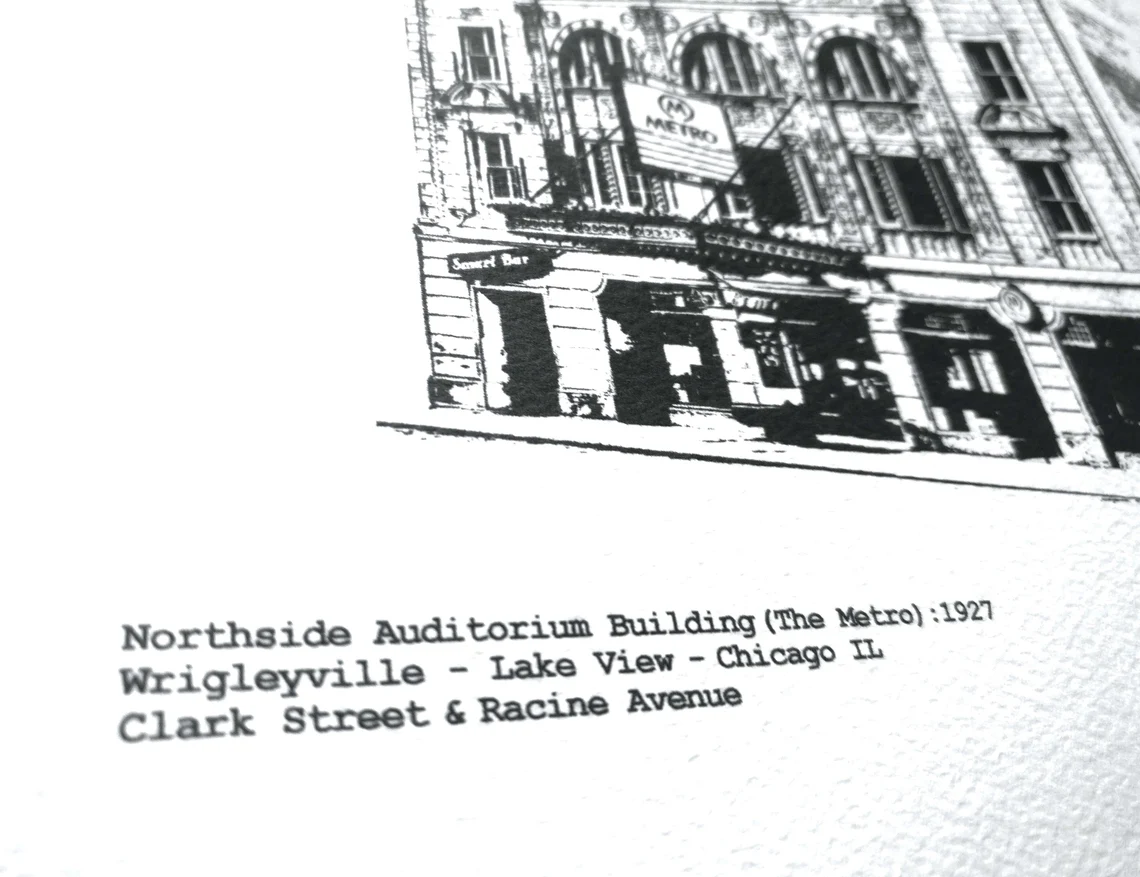 M
METRO
Smart Bar
Northside Auditorium Building (The Metro) :1927
Wrigleyville - Lake View - Chicago IL
Clark Street & Racine Avenue